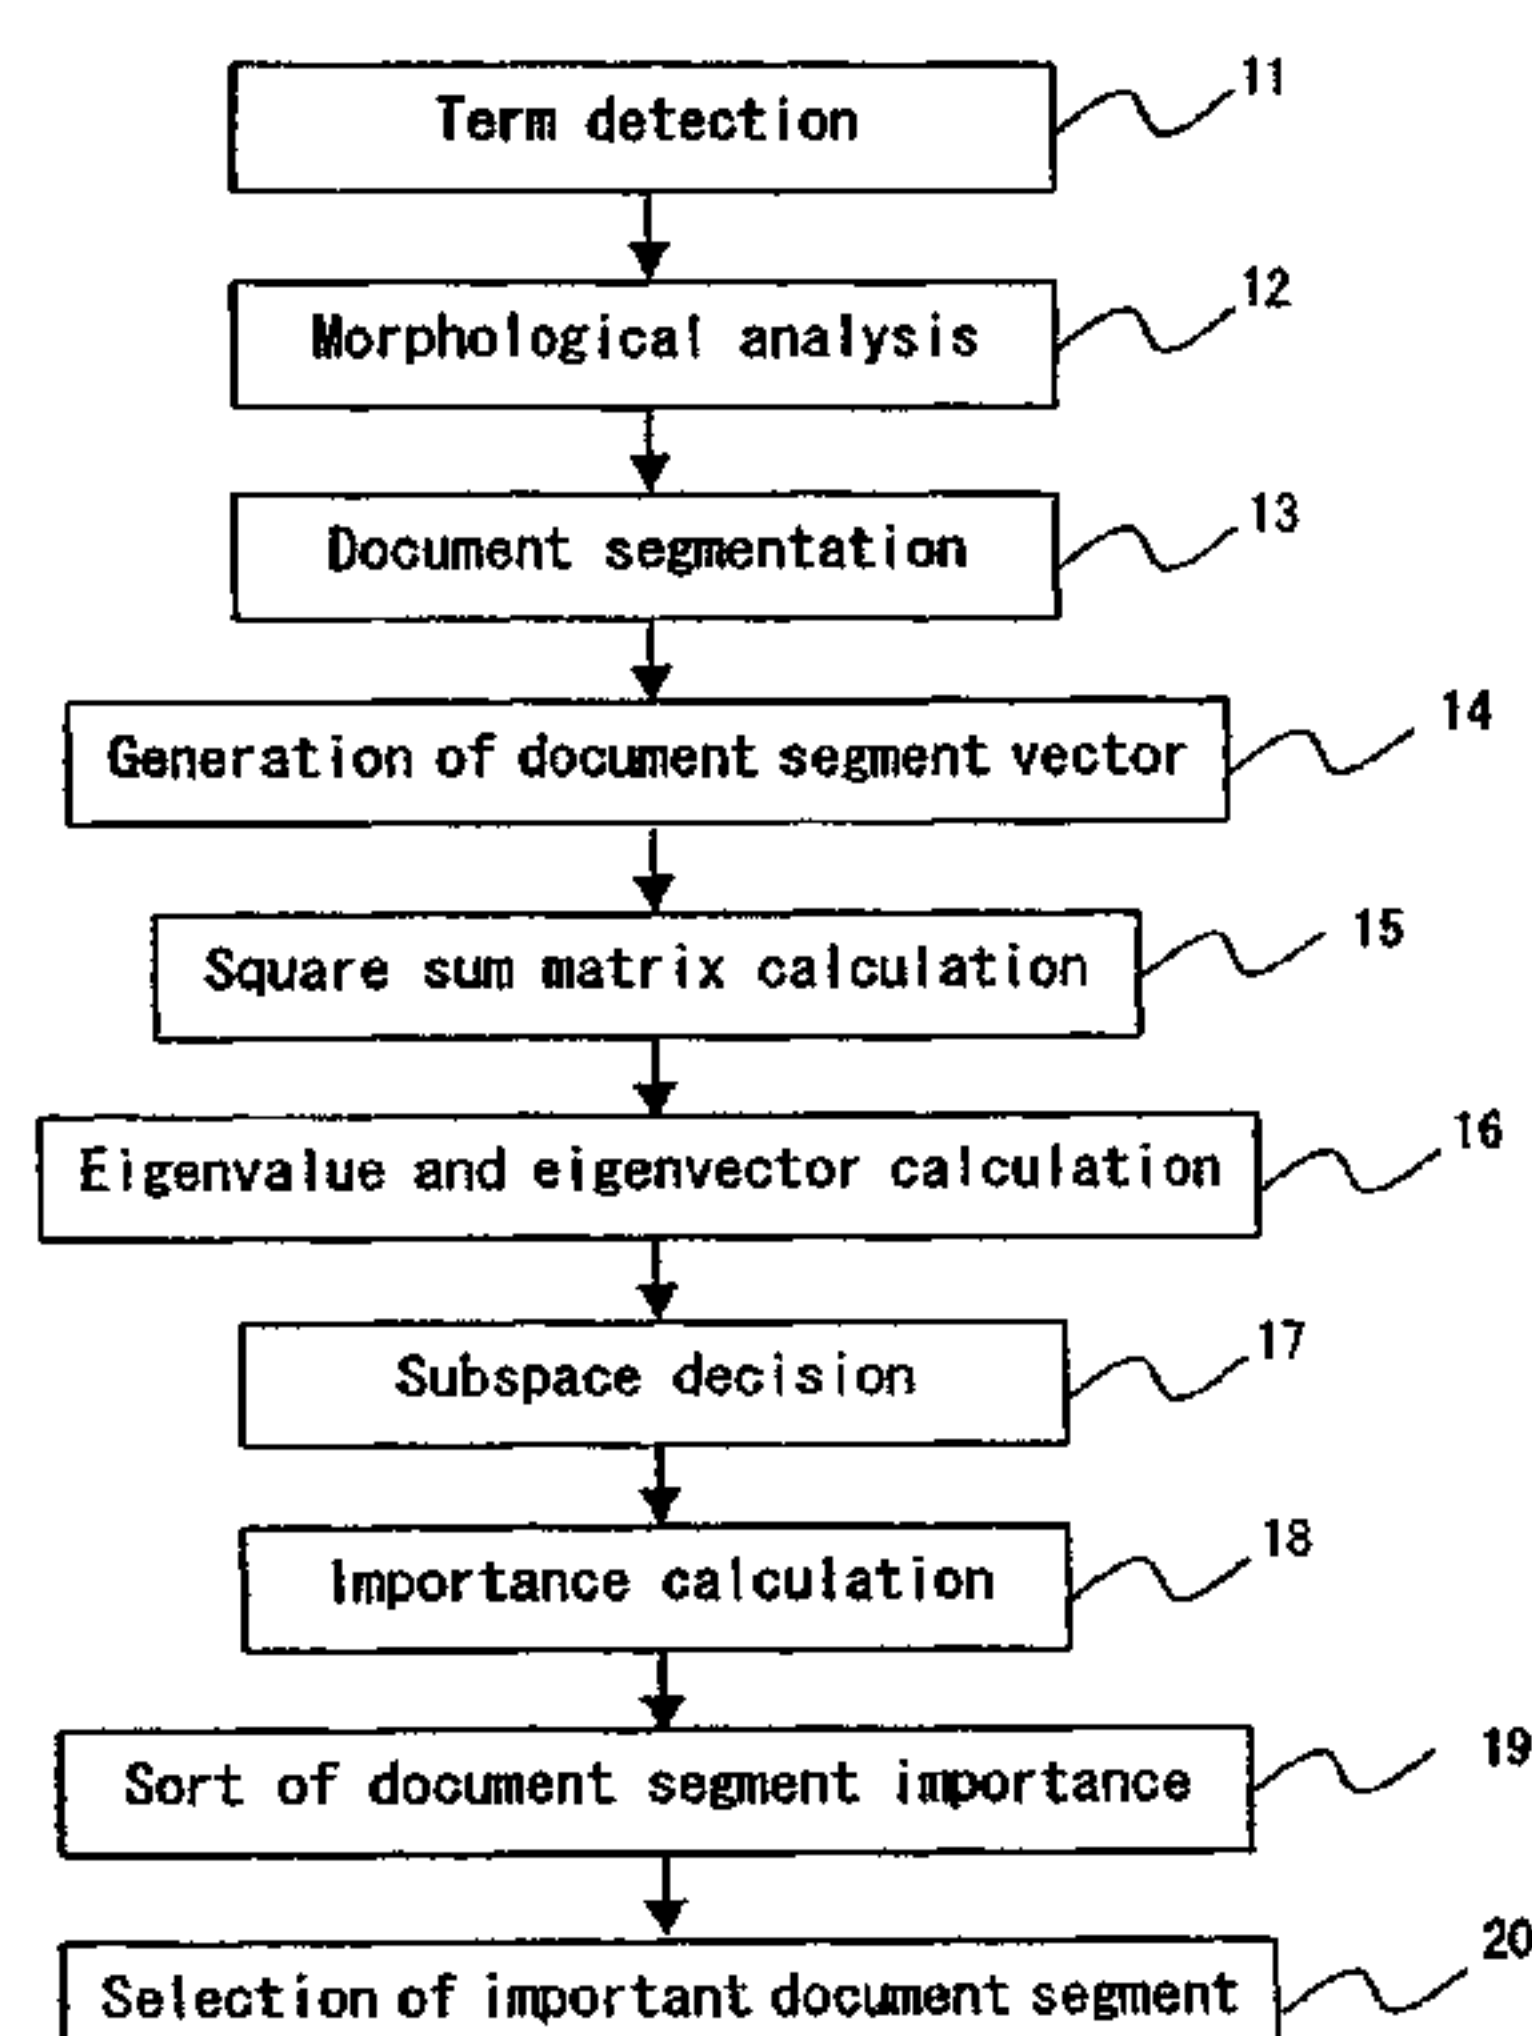 Term detection
11
Morphological analysis
12
Document segmentation
13
Generation of document segment vector
14
Square sum matrix calculation
15
Eigenvalue and eigenvector calculation
16
Subspace decision
17
Importance calculation
18
Sort of document segment importance
19
Selection of important document segment
20